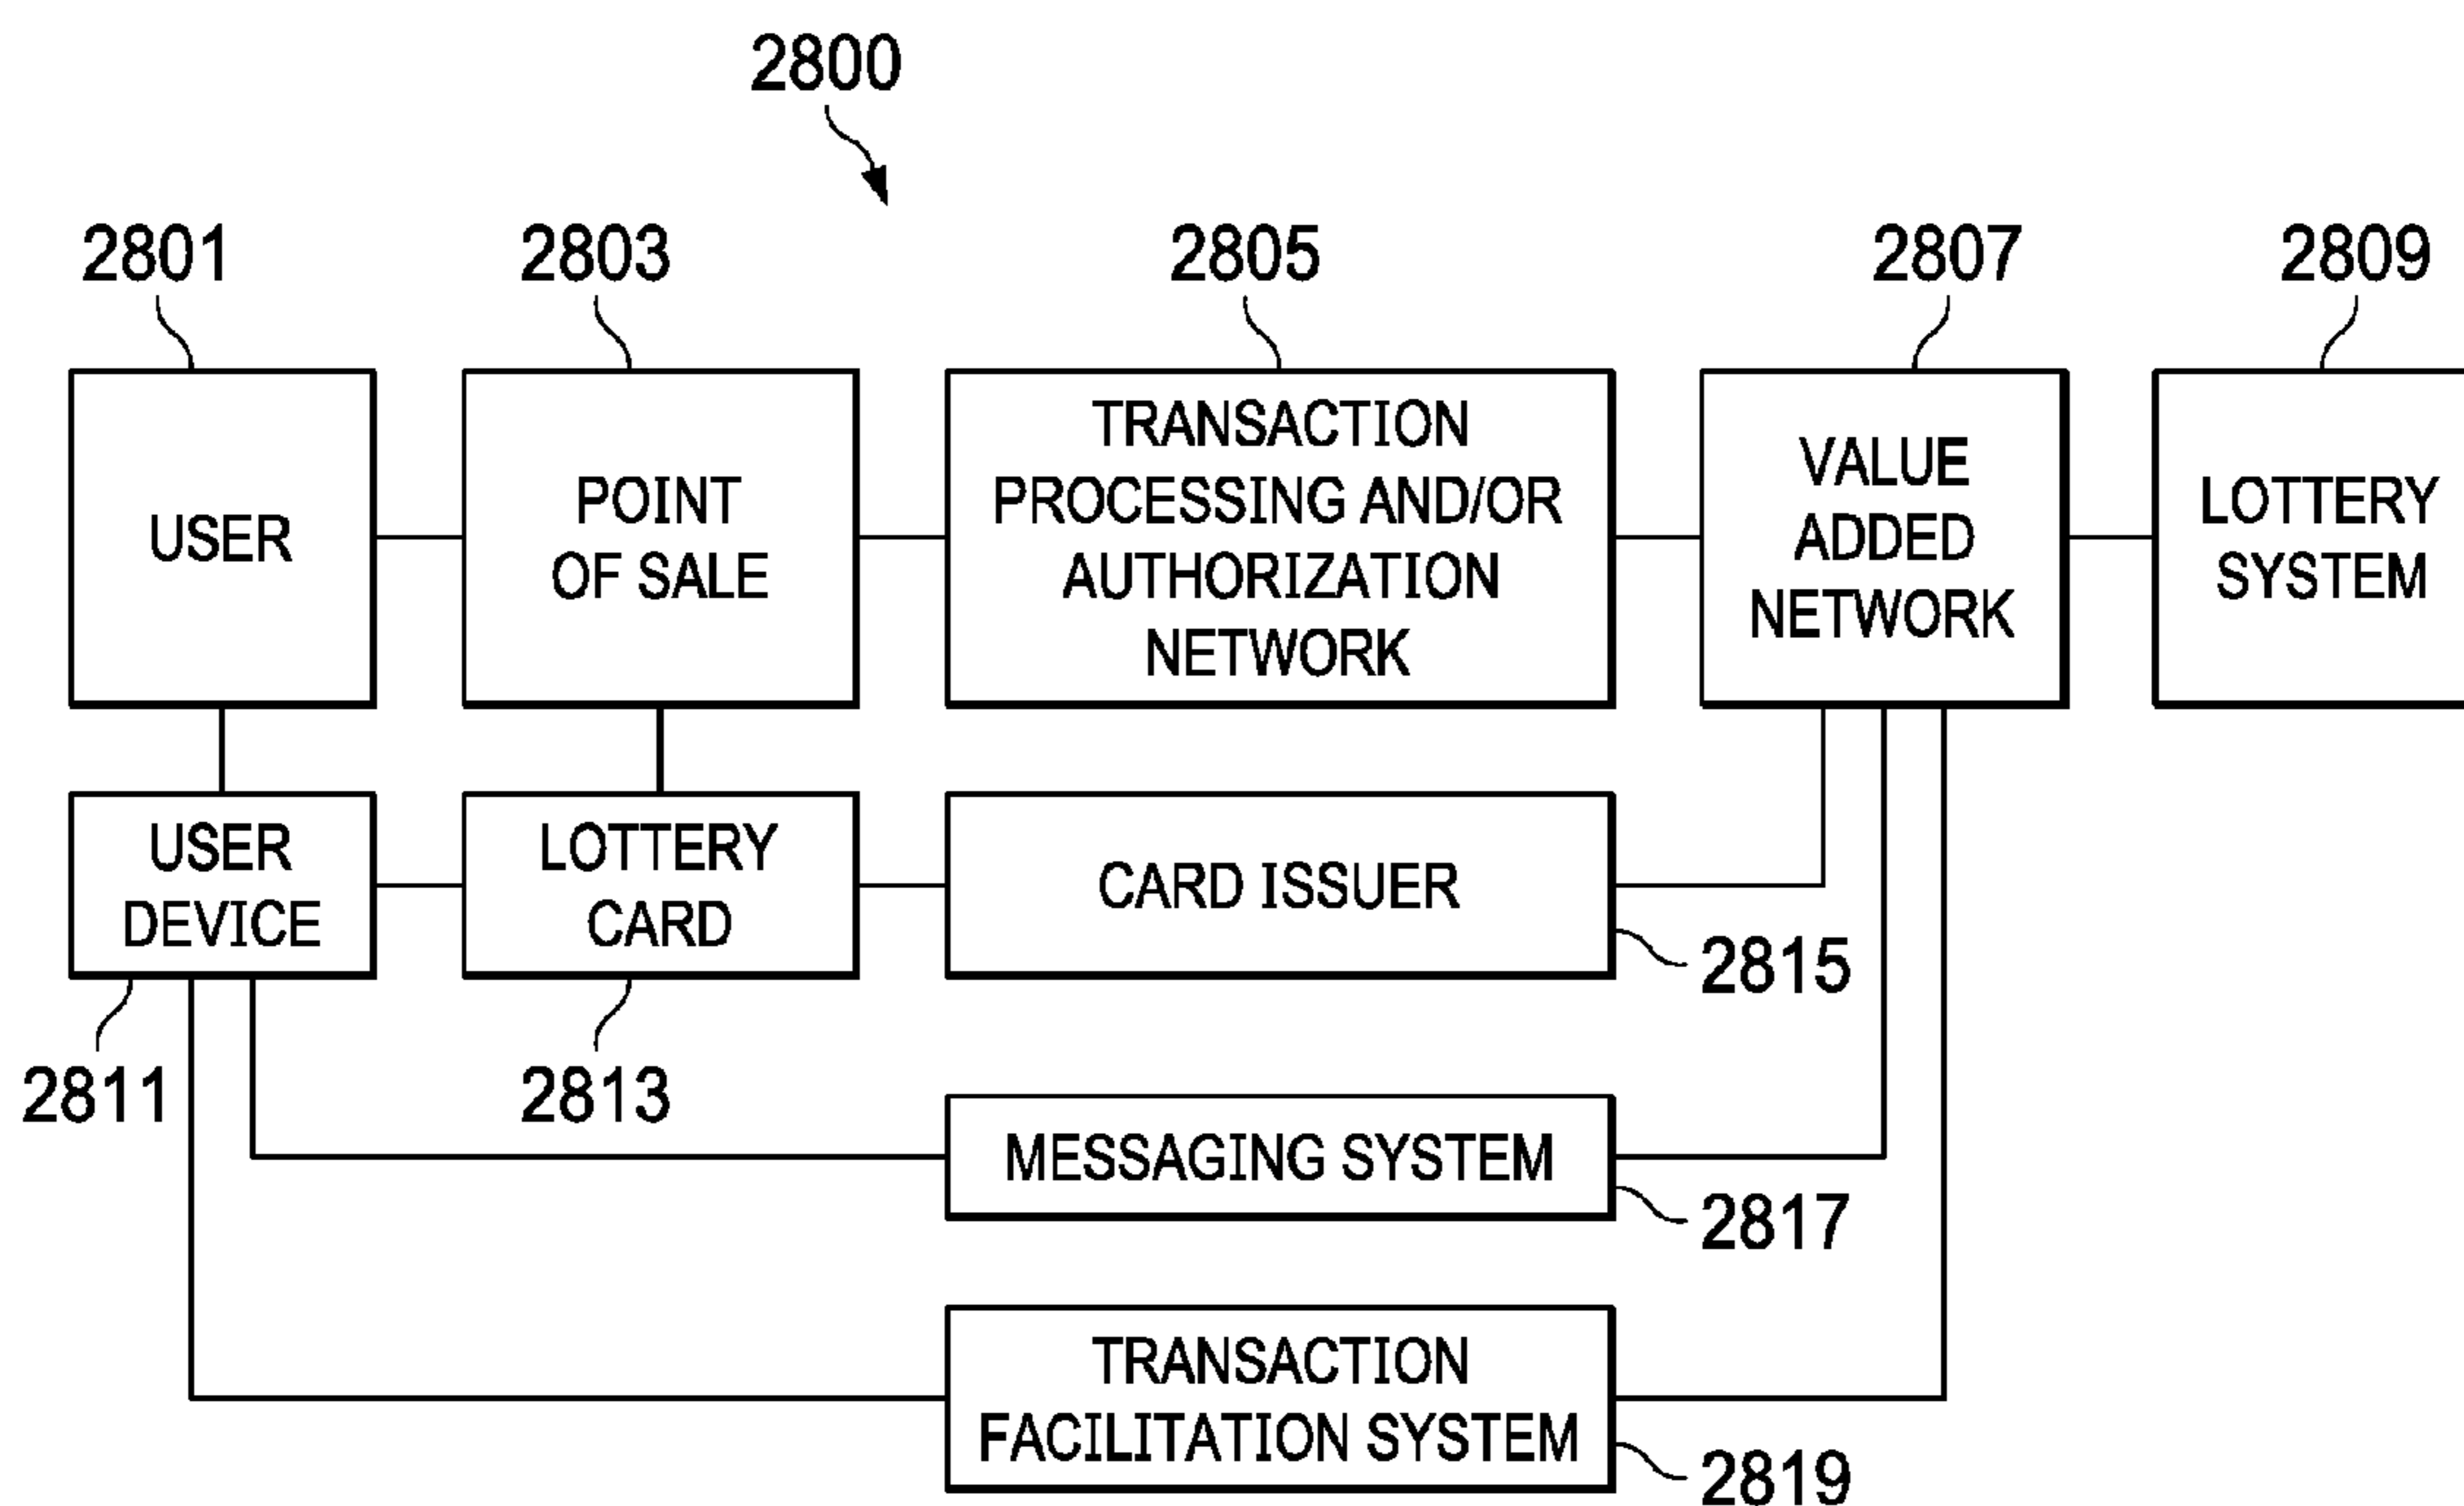 2800
2801
2803
2805
2807
2809
USER
POINT
OF SALE
TRANSACTION
PROCESSING AND/OR
AUTHORIZATION
NETWORK
VALUE
ADDED
NETWORK
LOTTERY
SYSTEM
USER
DEVICE
LOTTERY
CARD
CARD ISSUER
2815
2811
2813
MESSAGING SYSTEM
2817
TRANSACTION
FACILITATION SYSTEM
2819